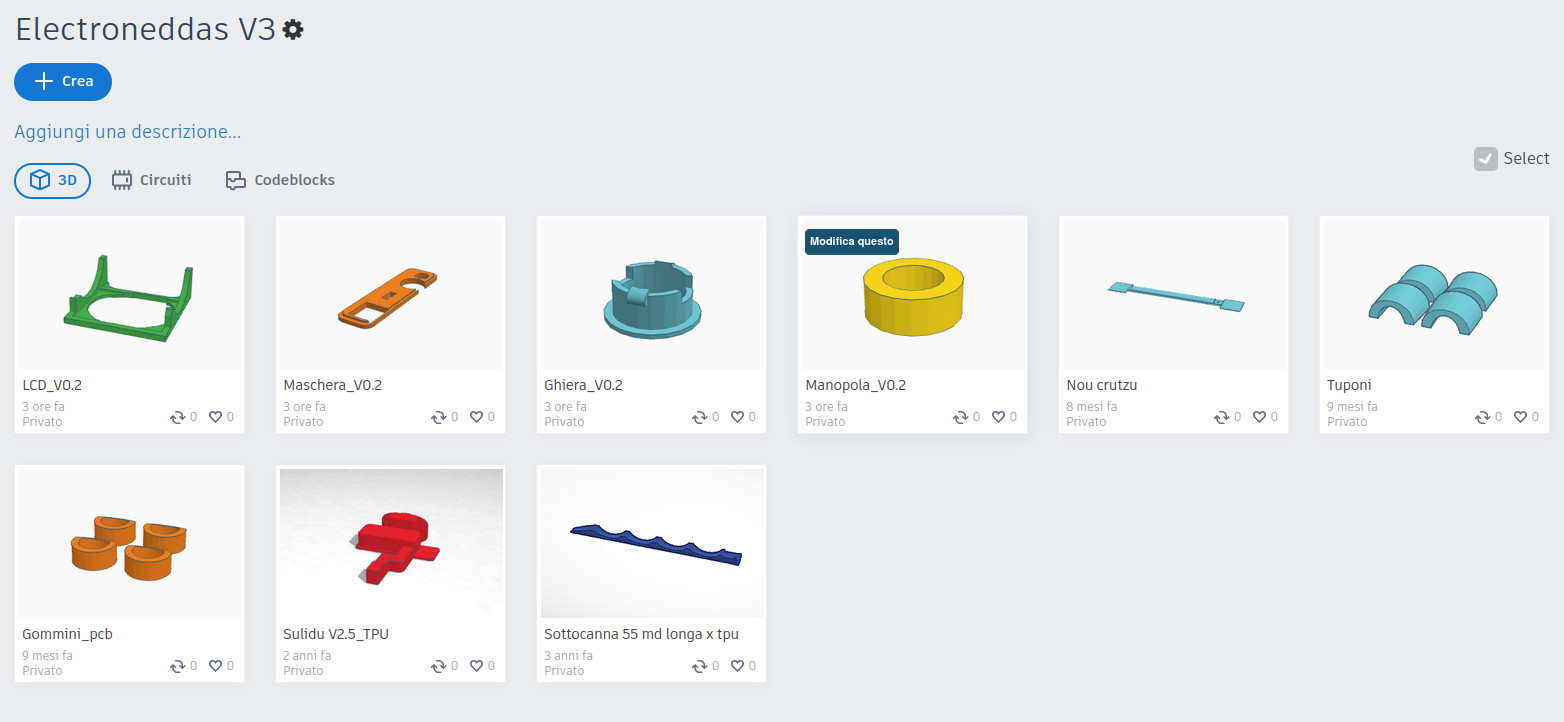 Electroneddas V3
Crea
Aggiungi una descrizione...
Select
3D Circuiti Codeblocks
LCD_V0.2
3 ore fa
Privato
0 0
Maschera_V0.2
3 ore fa
Privato
0 0
Ghiera_V0.2
3 ore fa
Privato
0 0
Modifica questo
Manopola_V0.2
3 ore fa
Privato
0 0
Nou crutzu
8 mesi fa
Privato
0 0
Tuponi
9 mesi fa
Privato
0 0
Gommini_pcb
9 mesi fa
Privato
0 0
Sulidu V2.5_TPU
2 anni fa
Privato
0 0
Sottocanna 55 md longa x tpu
3 anni fa
Privato
0 0